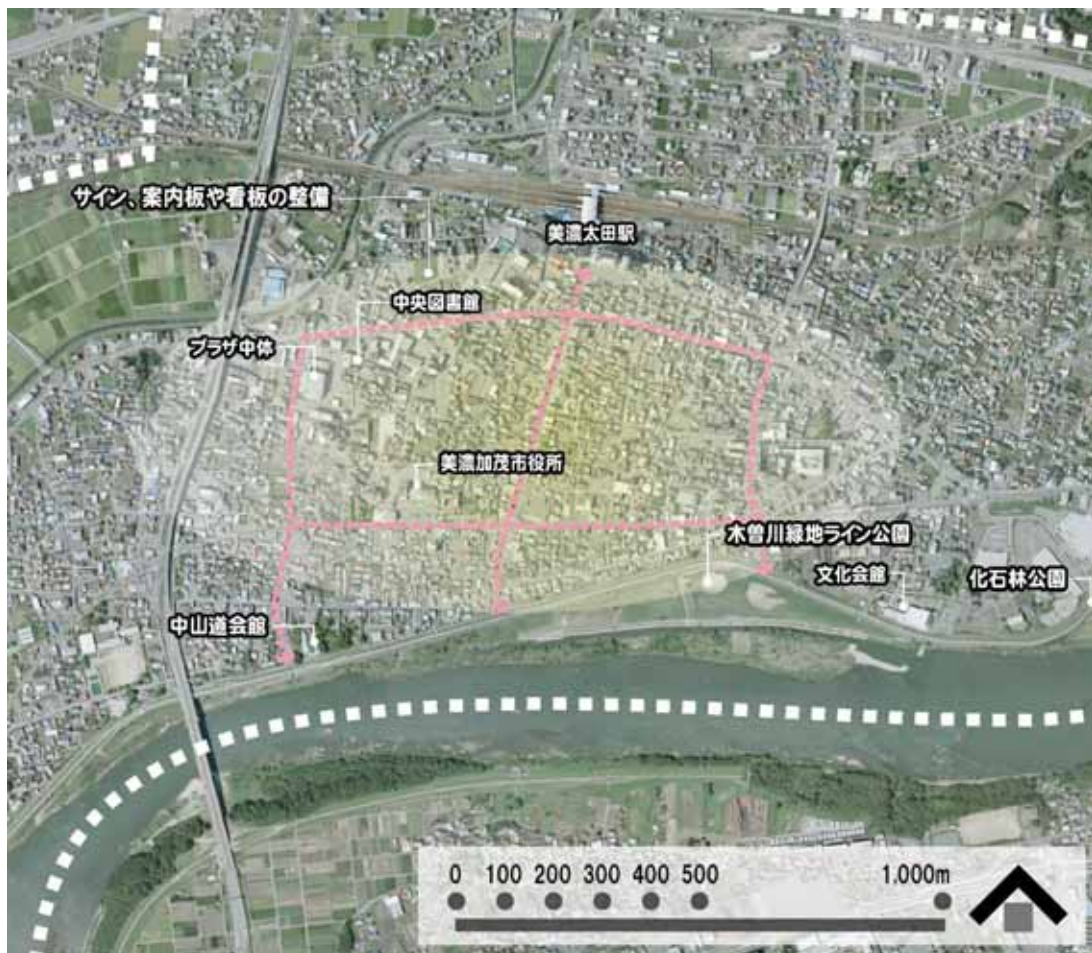 サイン、案内板や看板の整備
美濃太田駅
中央図書館
プラザ中体
美濃加茂市役所
木曽川緑地ライン公園
文化会館
化石林公園
中山道会館
0 100 200 300 400 500 1.000m